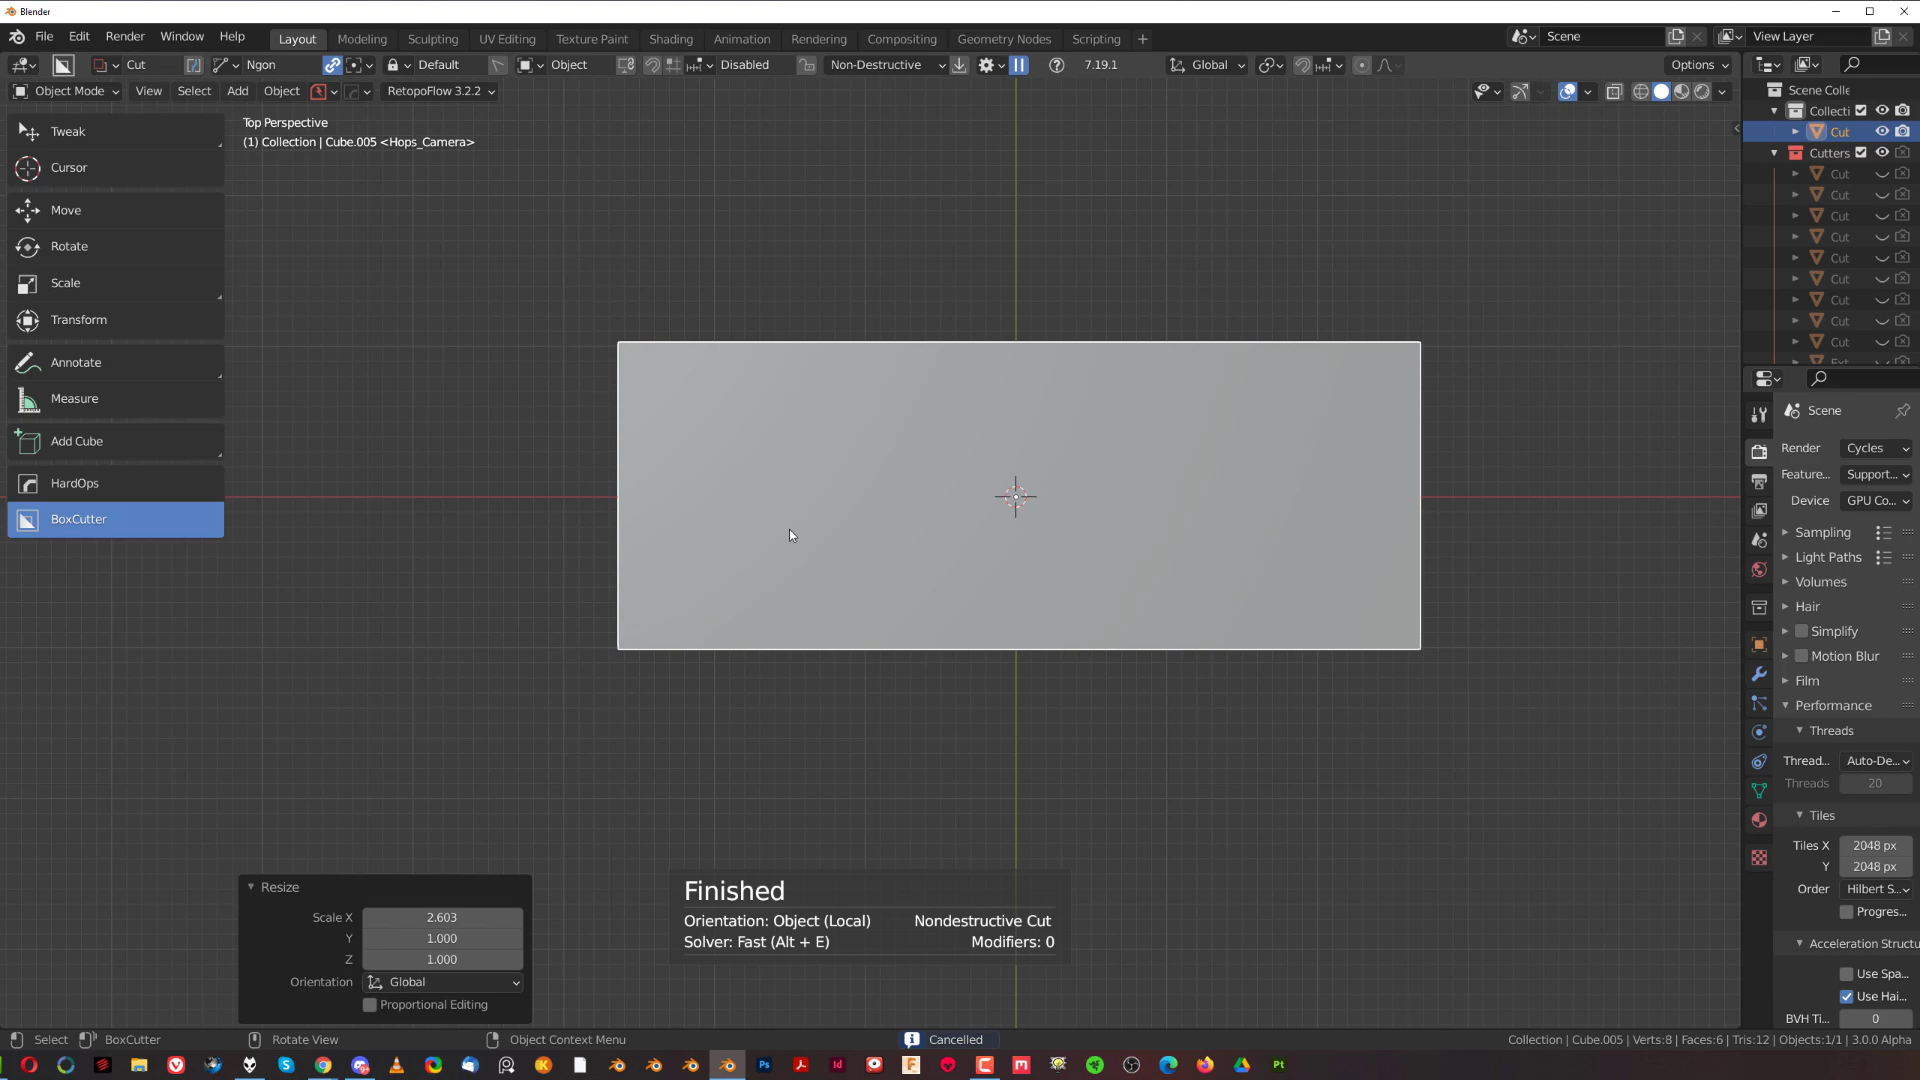 Blender
File Edit Render Window Help Layout Modeling Sculpting UV Editing Texture Paint Shading Animation Rendering Compositing Geometry Nodes Scripting + Scene View Layer
Cut Ngon Default Object Disabled Non-Destructive 7.19.1 Global Options
Object Mode View Select Add Object RetopoFlow 3.2.2
Top Perspective
(1) Collection | Cube.005 <Hops_Camera>
Tweak
Cursor
Move
Rotate
Scale
Transform
Annotate
Measure
Add Cube
HardOps
BoxCutter
Scene Colle
Collecti
Cut
Cutters
Cut
Cut
Cut
Cut
Cut
Cut
Cut
Cut
Cut
Ext
Scene
Render Cycles
Feature... Support...
Device GPU Co...
Sampling
Light Paths
Volumes
Hair
Simplify
Motion Blur
Film
Performance
Threads
Thread... Auto-De...
Threads 20
Tiles
Tiles X 2048 px
Y 2048 px
Order Hilbert S...
Progres...
Acceleration Structu
Use Spa...
Use Hai...
BVH Ti... 0
Resize
Scale X 2.603
Y 1.000
Z 1.000
Orientation Global
Proportional Editing
Finished
Orientation: Object (Local) Nondestructive Cut
Solver: Fast (Alt + E) Modifiers: 0
Select BoxCutter Rotate View Object Context Menu Cancelled Collection | Cube.005 | Verts:8 | Faces:6 | Tris:12 | Objects:1/1 | 3.0.0 Alpha
Ps Id Pt